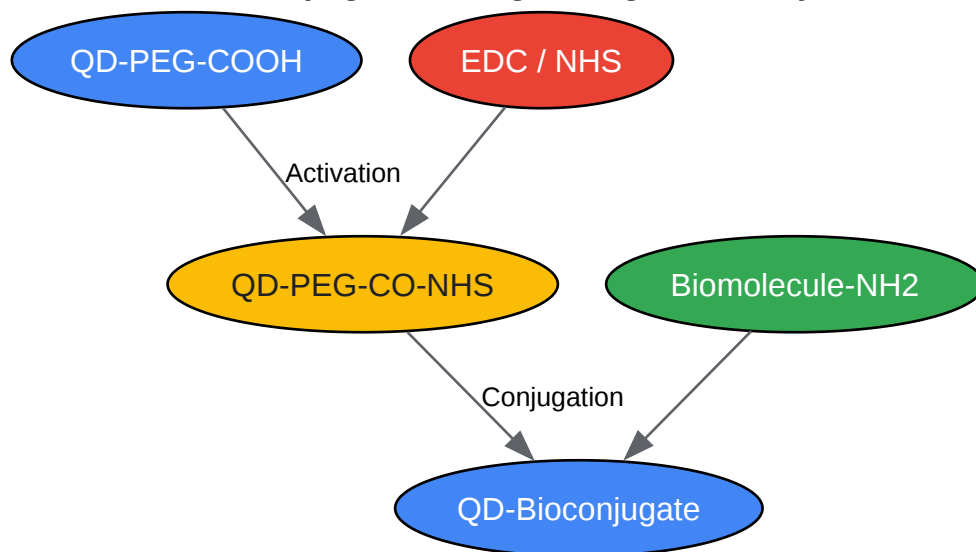 QD-PEG-COOH
EDC / NHS
Activation
QD-PEG-CO-NHS
Biomolecule-NH2
Conjugation
QD-Bioconjugate